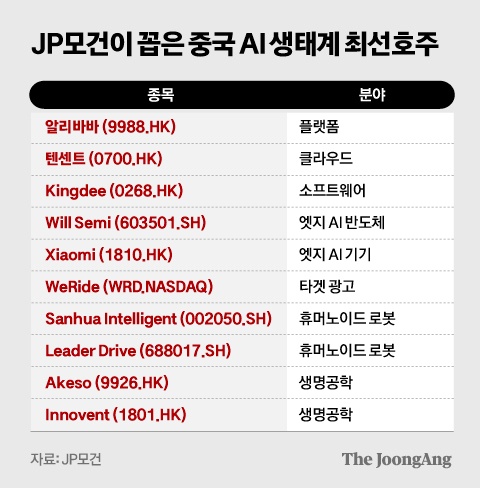 JP모건이 꼽은 중국 AI 생태계 최선호주
종목 분야
알리바바 (9988.HK) 플랫폼
텐센트 (0700.HK) 클라우드
Kingdee (0268.HK) 소프트웨어
Will Semi (603501.SH) 엣지 AI 반도체
Xiaomi (1810.HK) 엣지 AI 기기
WeRide (WRD.NASDAQ) 타겟 광고
Sanhua Intelligent (002050.SH) 휴머노이드 로봇
Leader Drive (688017.SH) 휴머노이드 로봇
Akeso (9926.HK) 생명공학
Innovent (1801.HK) 생명공학
자료: JP모건 The JoongAng